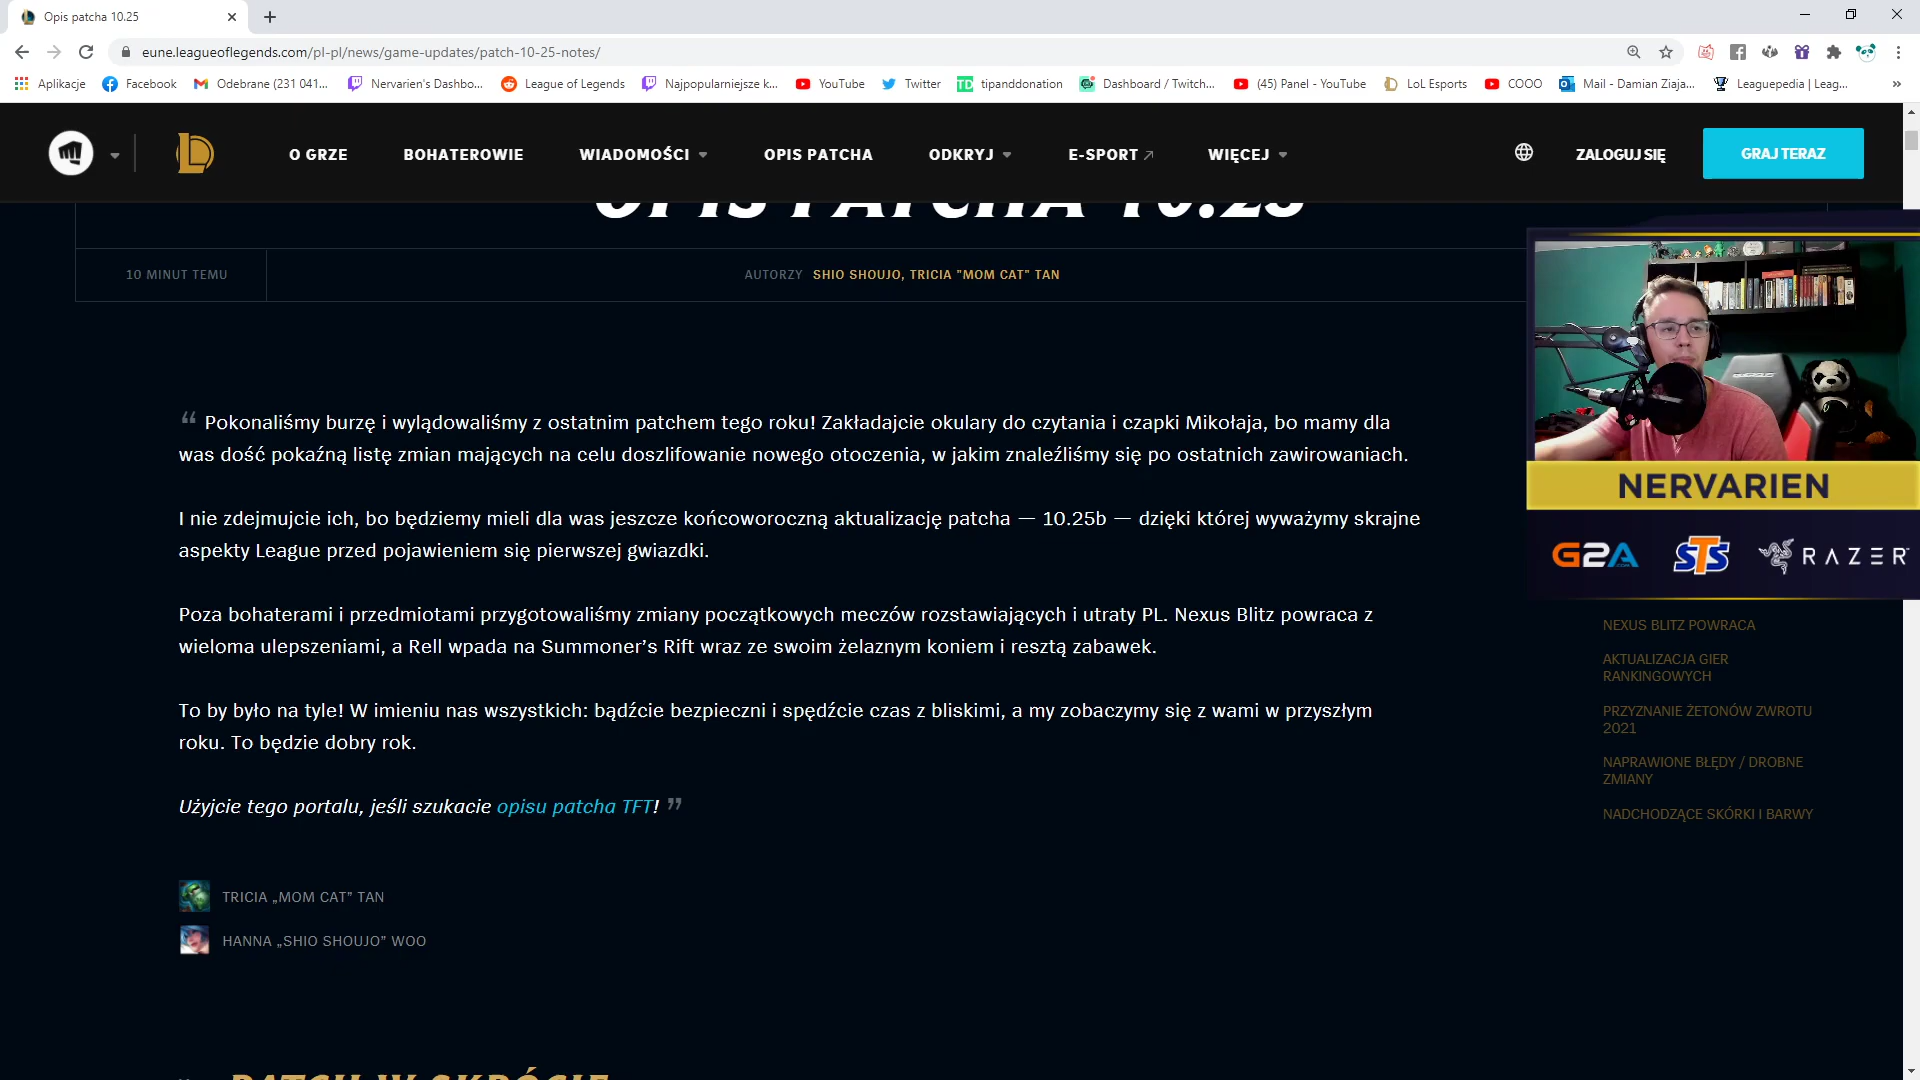 Opis patcha 10.25
eune.leagueoflegends.com/pl-pl/news/game-updates/patch-10-25-notes/
Aplikacje
Facebook
Odebrane (231 041...
Nervarien's Dashbo...
League of Legends
Najpopularniejsze k...
YouTube
Twitter
TD tipanddonation
Dashboard / Twitch...
(45) Panel - YouTube
LoL Esports
COOO
Mail - Damian Ziaja...
Leaguepedia | Leag...
»
O GRZE
BOHATEROWIE
WIADOMOŚCI
OPIS PATCHA
ODKRYJ
E-SPORT
WIĘCEJ
ZALOGUJ SIĘ
GRAJ TERAZ
OPIS PATCHA 10.25
10 MINUT TEMU
AUTORZY SHIO SHOUJO, TRICIA "MOM CAT" TAN
“ Pokonaliśmy burzę i wylądowaliśmy z ostatnim patchem tego roku! Zakładajcie okulary do czytania i czapki Mikołaja, bo mamy dla
was dość pokaźną listę zmian mających na celu doszlifowanie nowego otoczenia, w jakim znaleźliśmy się po ostatnich zawirowaniach.
I nie zdejmujcie ich, bo będziemy mieli dla was jeszcze końcoworoczną aktualizację patcha — 10.25b — dzięki której wyważymy skrajne
aspekty League przed pojawieniem się pierwszej gwiazdki.
Poza bohaterami i przedmiotami przygotowaliśmy zmiany początkowych meczów rozstawiających i utraty PL. Nexus Blitz powraca z
wieloma ulepszeniami, a Rell wpada na Summoner’s Rift wraz ze swoim żelaznym koniem i resztą zabawek.
To by było na tyle! W imieniu nas wszystkich: bądźcie bezpieczni i spędźcie czas z bliskimi, a my zobaczymy się z wami w przyszłym
roku. To będzie dobry rok.
Użyjcie tego portalu, jeśli szukacie opisu patcha TFT! ”
TRICIA „MOM CAT” TAN
HANNA „SHIO SHOUJO” WOO
PATCH W SKRÓCIE
NERVARIEN
G2A.COM
STS
RAZER
NEXUS BLITZ POWRACA
AKTUALIZACJA GIER
RANKINGOWYCH
PRZYZNANIE ŻETONÓW ZWROTU
2021
NAPRAWIONE BŁĘDY / DROBNE
ZMIANY
NADCHODZĄCE SKÓRKI I BARWY